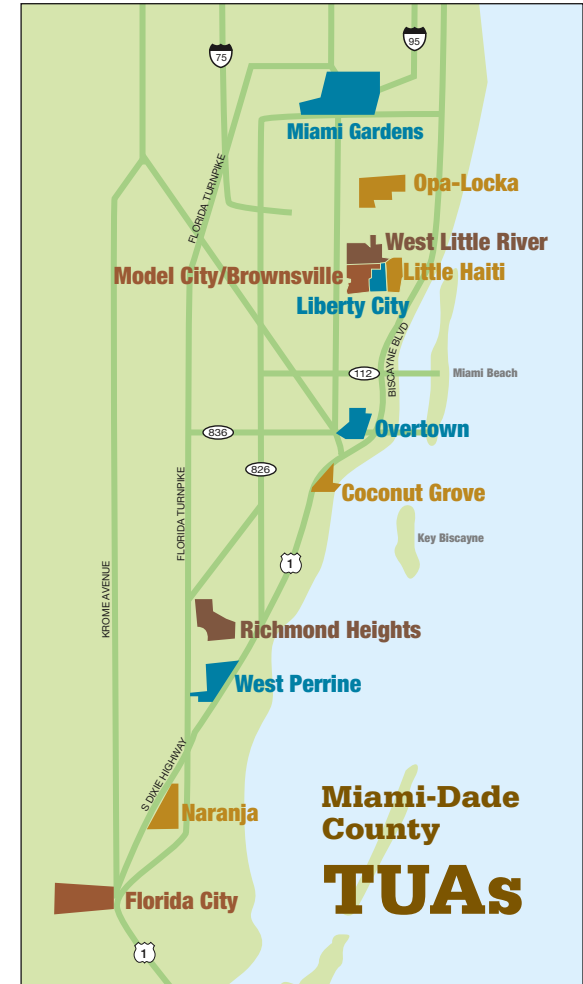 75
95
Miami Gardens
FLORIDA TURNPIKE
Opa-Locka
West Little River
Model City/Brownsville
Little Haiti
Liberty City
BISCAYNE BLVD
112
Miami Beach
836
Overtown
826
Coconut Grove
FLORIDA TURNPIKE
Key Biscayne
1
KROME AVENUE
Richmond Heights
West Perrine
S DIXIE HIGHWAY
Naranja
Miami-Dade
County
TUAs
Florida City
1